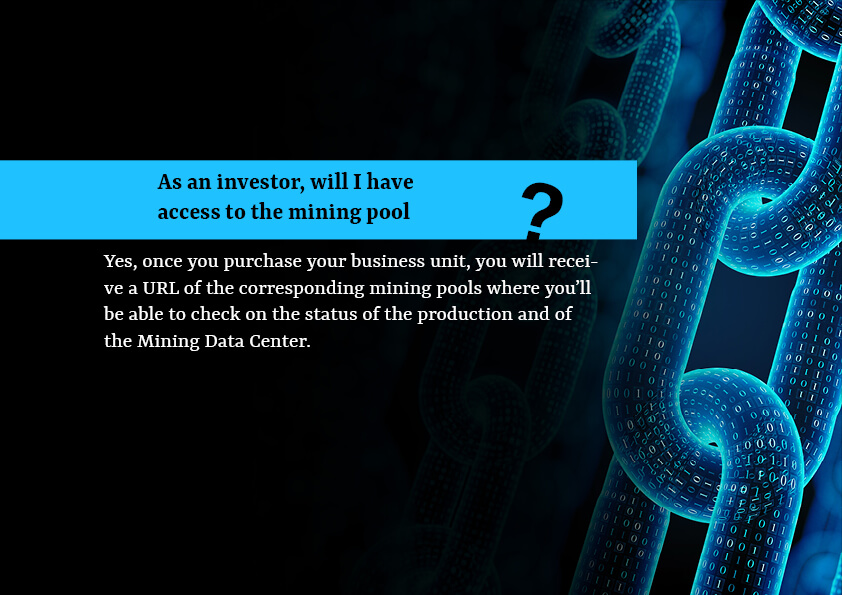 As an investor, will I have
access to the mining pool
?
Yes, once you purchase your business unit, you will recei-
ve a URL of the corresponding mining pools where you’ll
be able to check on the status of the production and of
the Mining Data Center.